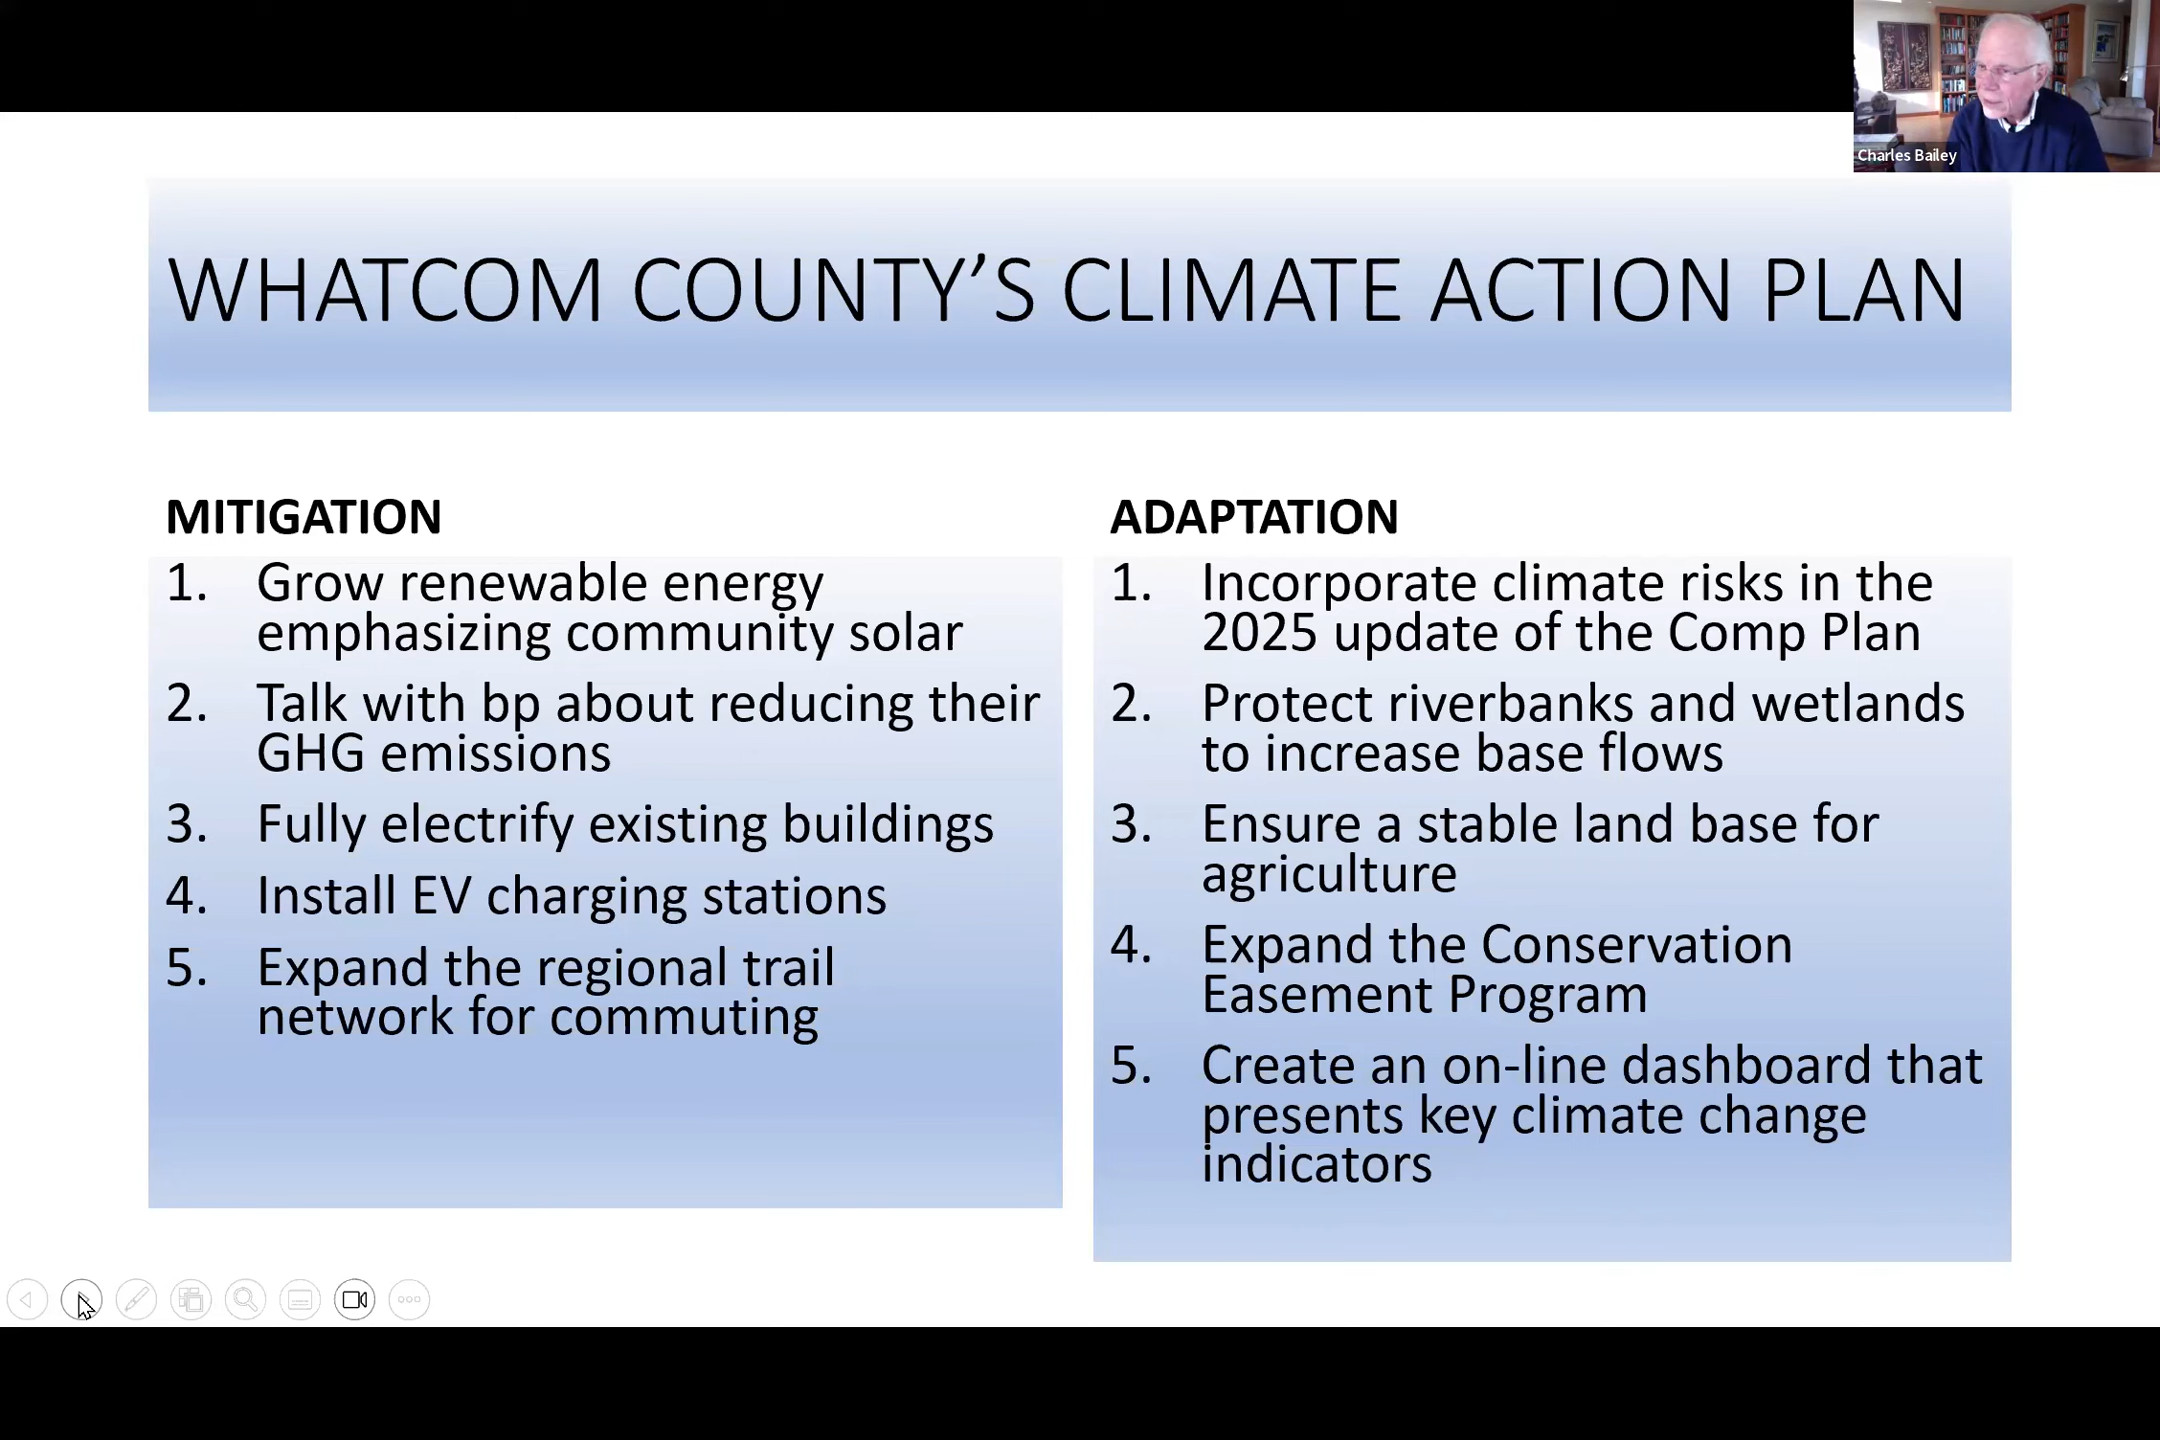 Charles Bailey
WHATCOM COUNTY’S CLIMATE ACTION PLAN
MITIGATION
1. Grow renewable energy
emphasizing community solar
2. Talk with bp about reducing their
GHG emissions
3. Fully electrify existing buildings
4. Install EV charging stations
5. Expand the regional trail
network for commuting
ADAPTATION
1. Incorporate climate risks in the
2025 update of the Comp Plan
2. Protect riverbanks and wetlands
to increase base flows
3. Ensure a stable land base for
agriculture
4. Expand the Conservation
Easement Program
5. Create an on-line dashboard that
presents key climate change
indicators